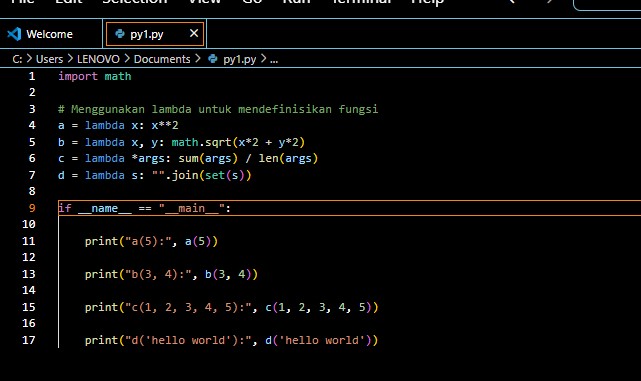 File Edit Selection View Go Run Terminal Help
Welcome
py1.py
C: > Users > LENOVO > Documents > py1.py > ...
1 import math
2
3 # Menggunakan lambda untuk mendefinisikan fungsi
4 a = lambda x: x**2
5 b = lambda x, y: math.sqrt(x*2 + y*2)
6 c = lambda *args: sum(args) / len(args)
7 d = lambda s: "".join(set(s))
8
9 if __name__ == "__main__":
10
11 print("a(5):", a(5))
12
13 print("b(3, 4):", b(3, 4))
14
15 print("c(1, 2, 3, 4, 5):", c(1, 2, 3, 4, 5))
16
17 print("d('hello world'):", d('hello world'))